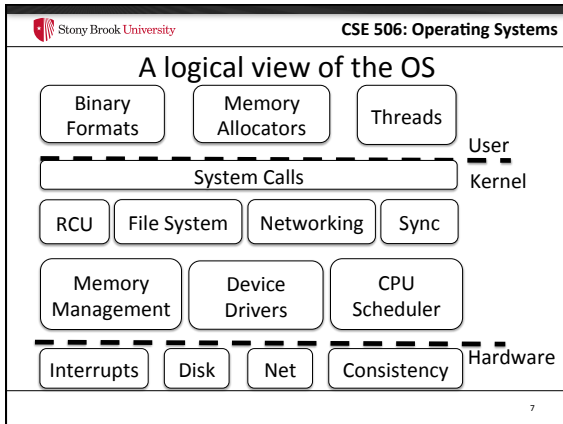 Stony Brook University CSE 506: Operating Systems
A logical view of the OS
Binary Formats
Memory Allocators
Threads
User
System Calls
Kernel
RCU
File System
Networking
Sync
Memory Management
Device Drivers
CPU Scheduler
Hardware
Interrupts
Disk
Net
Consistency
7